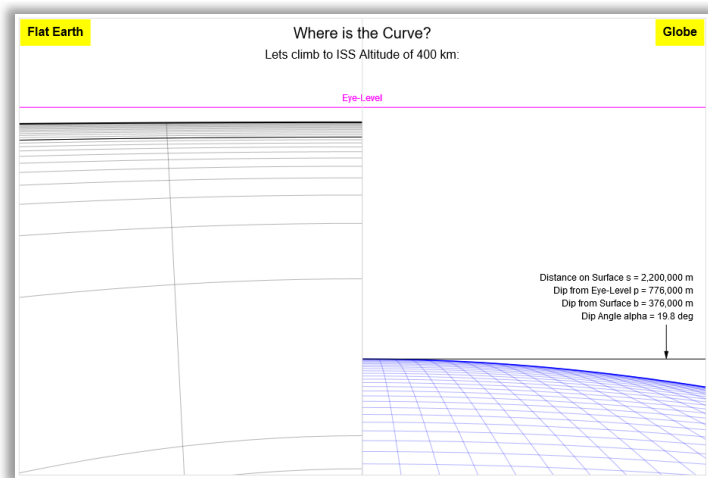 Flat Earth
Where is the Curve?
Globe
Lets climb to ISS Altitude of 400 km:
Eye-Level
Distance on Surface s = 2,200,000 m
Dip from Eye-Level p = 776,000 m
Dip from Surface b = 376,000 m
Dip Angle alpha = 19.8 deg